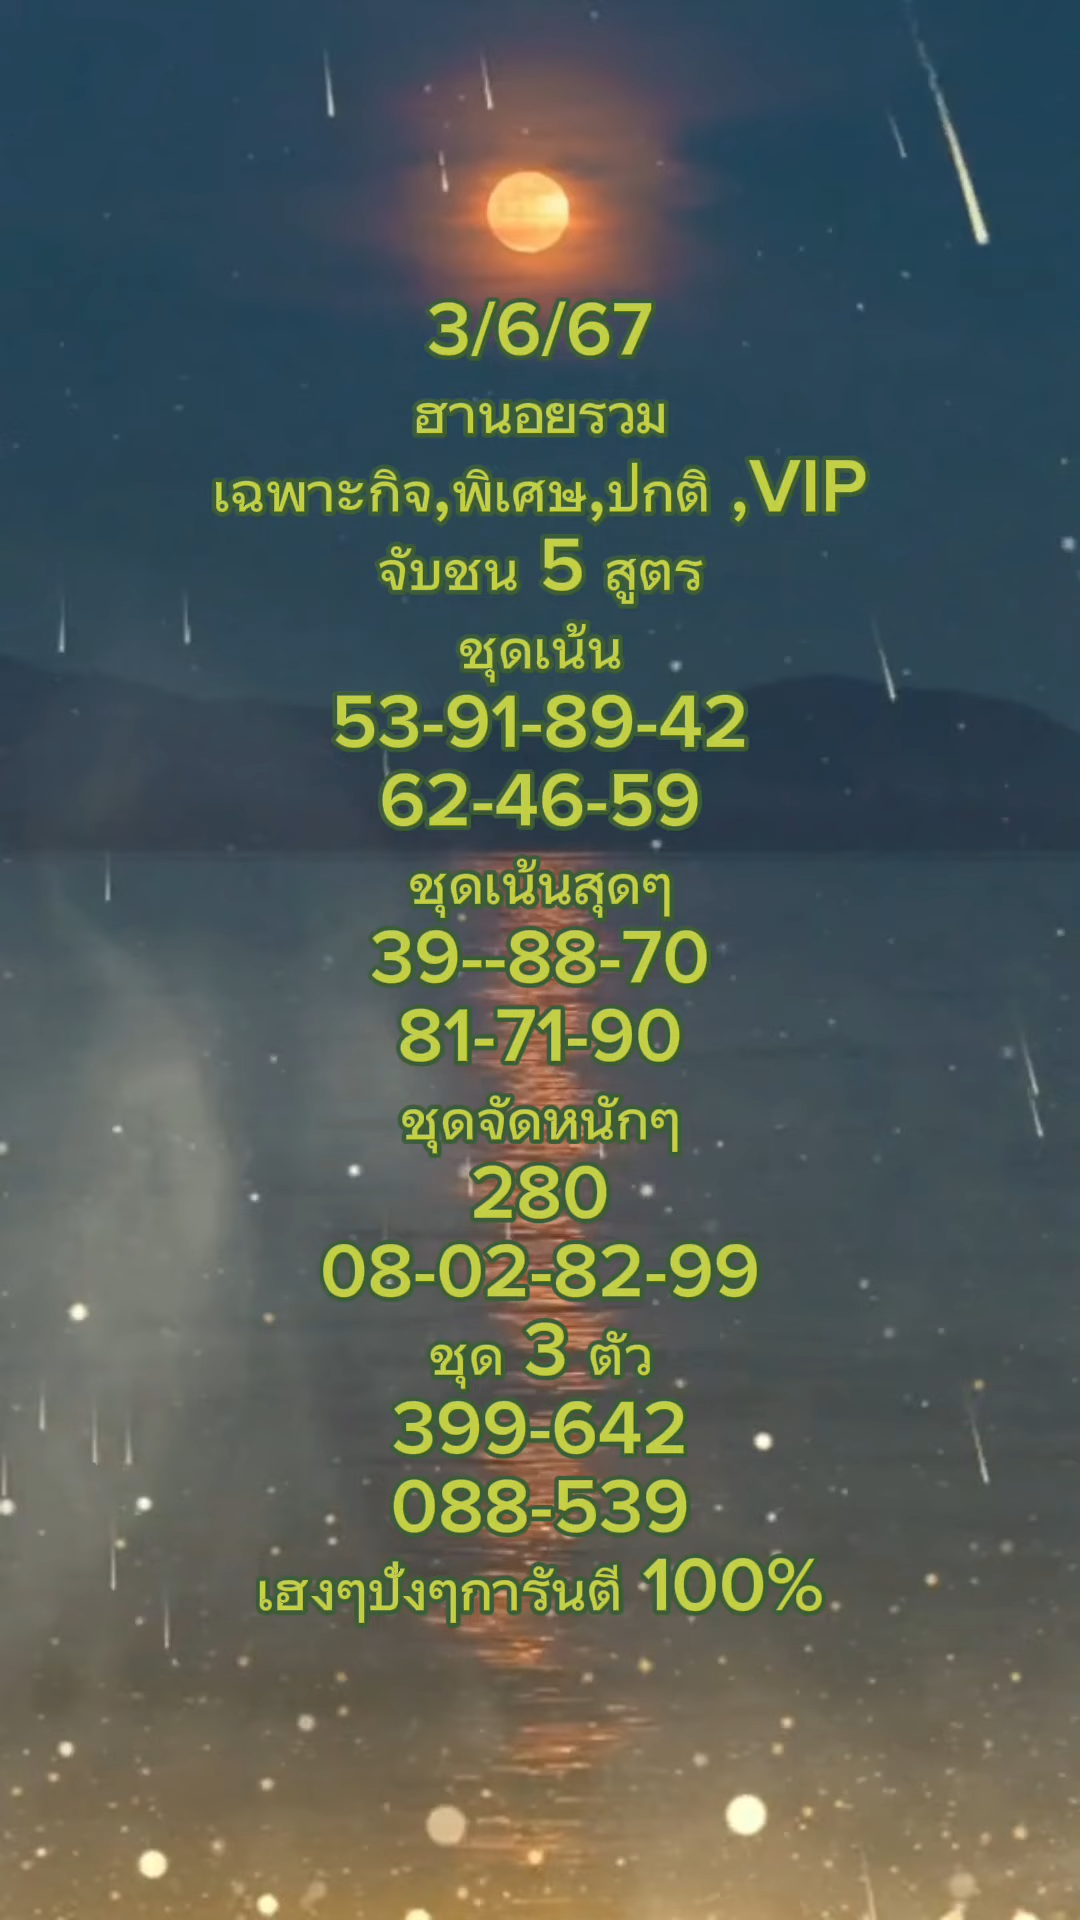 3/6/67
ฮานอยรวม
เฉพาะกิจ,พิเศษ,ปกติ ,VIP
จับชน 5 สูตร
ชุดเน้น
53-91-89-42
62-46-59
ชุดเน้นสุดๆ
39--88-70
81-71-90
ชุดจัดหนักๆ
280
08-02-82-99
ชุด 3 ตัว
399-642
088-539
เฮงๆปังๆการันตี 100%